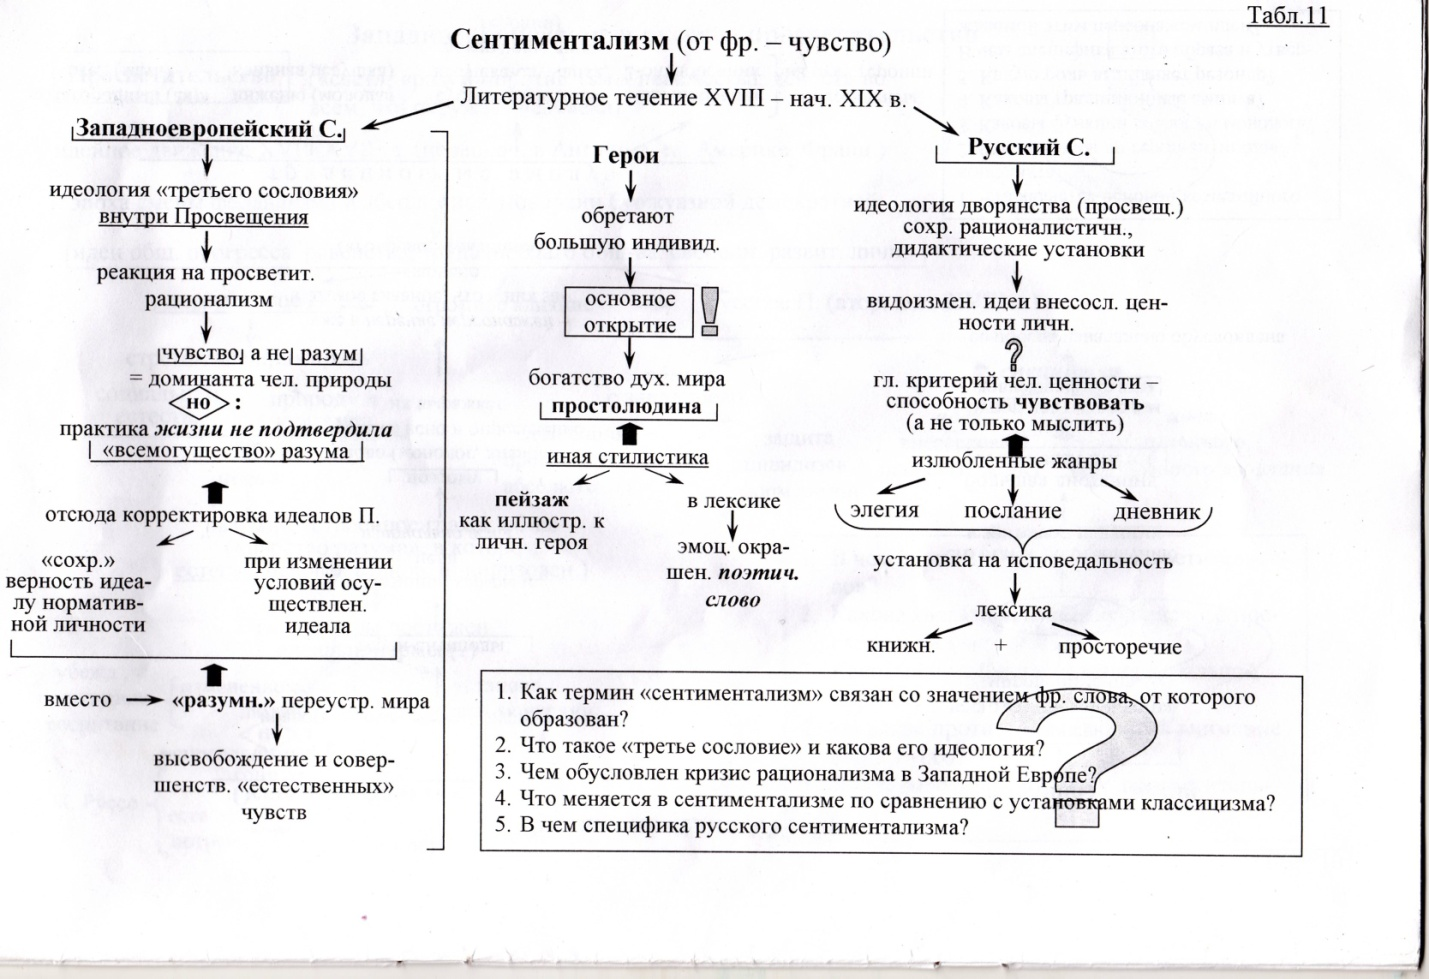 Табл.11
Сентиментализм (от фр. – чувство)
Литературное течение XVIII – нач. XIX в.
Западноевропейский С.
идеология «третьего сословия»
внутри Просвещения
реакция на просветит.
рационализм
чувство, а не разум
= доминанта чел. природы
но :
практика жизни не подтвердила
«всемогущество» разума
отсюда корректировка идеалов П.
«сохр.»
верность идеа-
лу норматив-
ной личности
при изменении
условий осу-
ществлен.
идеала
вместо
«разумн.» переустр. мира
высвобождение и совер-
шенств. «естественных»
чувств
Герои
обретают
большую индивид.
основное
открытие
!
богатство дух. мира
простолюдина
иная стилистика
пейзаж
как иллюстр. к
личн. героя
в лексике
эмоц. окра-
шен. поэтич.
слово
Русский С.
идеология дворянства (просвещ.)
сохр. рационалистичн.,
дидактические установки
видоизмен. идеи внесосл. цен-
ности личн.
?
гл. критерий чел. ценности –
способность чувствовать
(а не только мыслить)
излюбленные жанры
элегия
послание
дневник
установка на исповедальность
лексика
книжн. + просторечие
1. Как термин «сентиментализм» связан со значением фр. слова, от которого
образован?
2. Что такое «третье сословие» и какова его идеология?
3. Чем обусловлен кризис рационализма в Западной Европе?
4. Что меняется в сентиментализме по сравнению с установками классицизма?
5. В чем специфика русского сентиментализма?
?